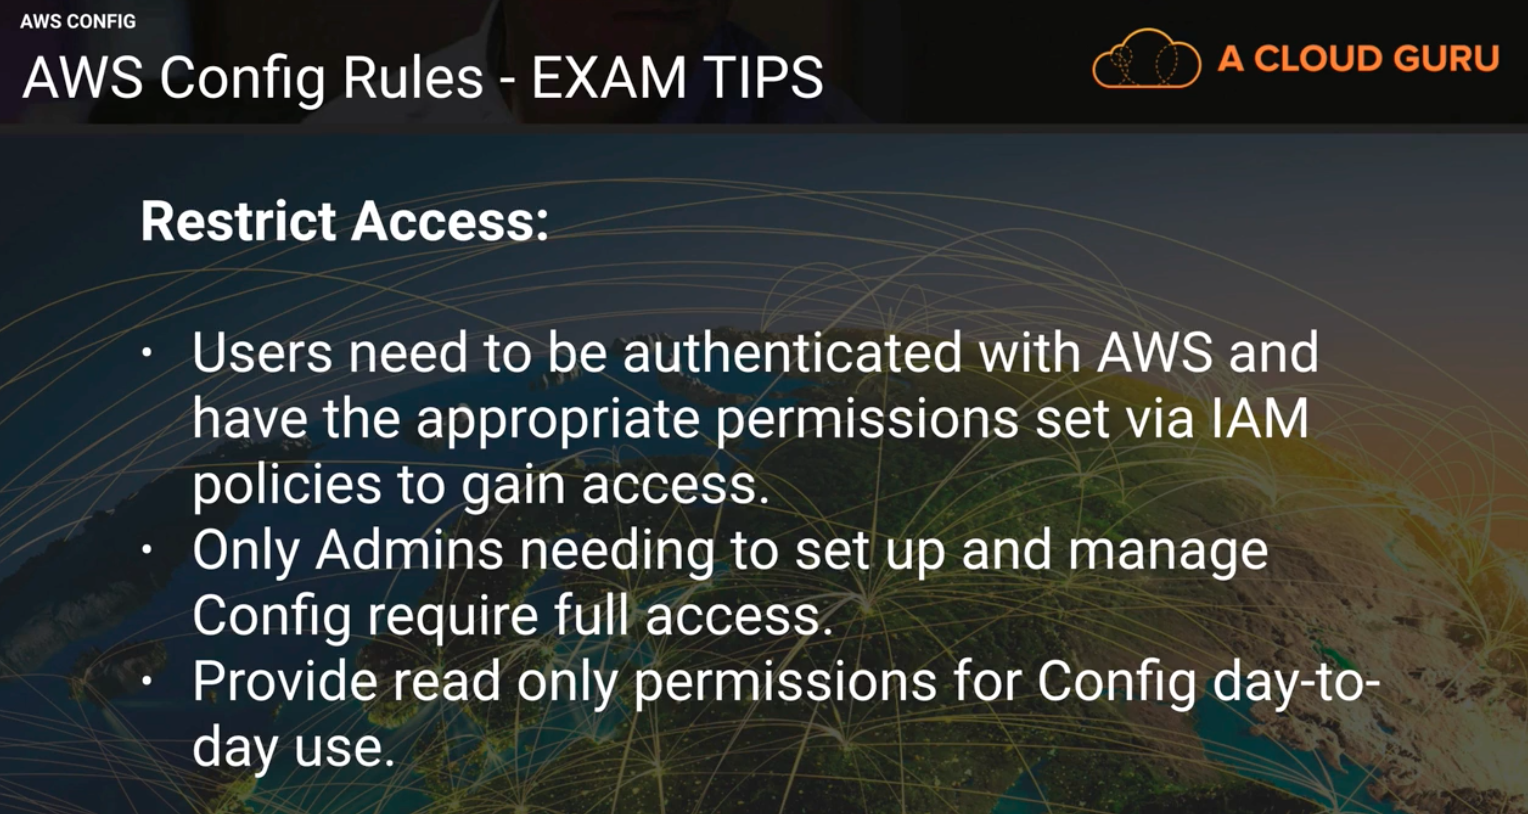 AWS CONFIG
AWS Config Rules - EXAM TIPS
A CLOUD GURU
Restrict Access:
• Users need to be authenticated with AWS and
have the appropriate permissions set via IAM
policies to gain access.
• Only Admins needing to set up and manage
Config require full access.
• Provide read only permissions for Config day-to-
day use.